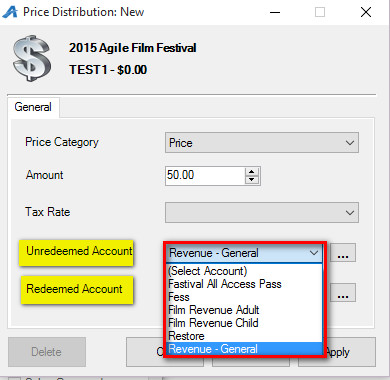 Price Distribution: New
2015 Agile Film Festival
TEST1 - $0.00
General
Price Category Price
Amount 50.00
Tax Rate
Unredeemed Account Revenue - General ...
(Select Account)
Fastival All Access Pass
Redeemed Account Fess ...
Film Revenue Adult
Film Revenue Child
Restore
Delete Revenue - General Apply